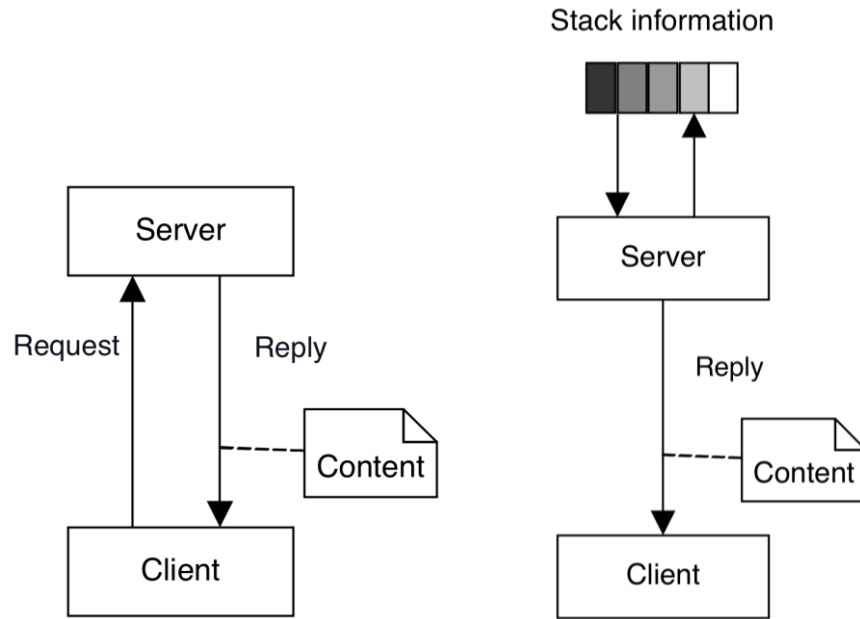 Server
Request
Reply
Content
Client
Stack information
Server
Reply
Content
Client